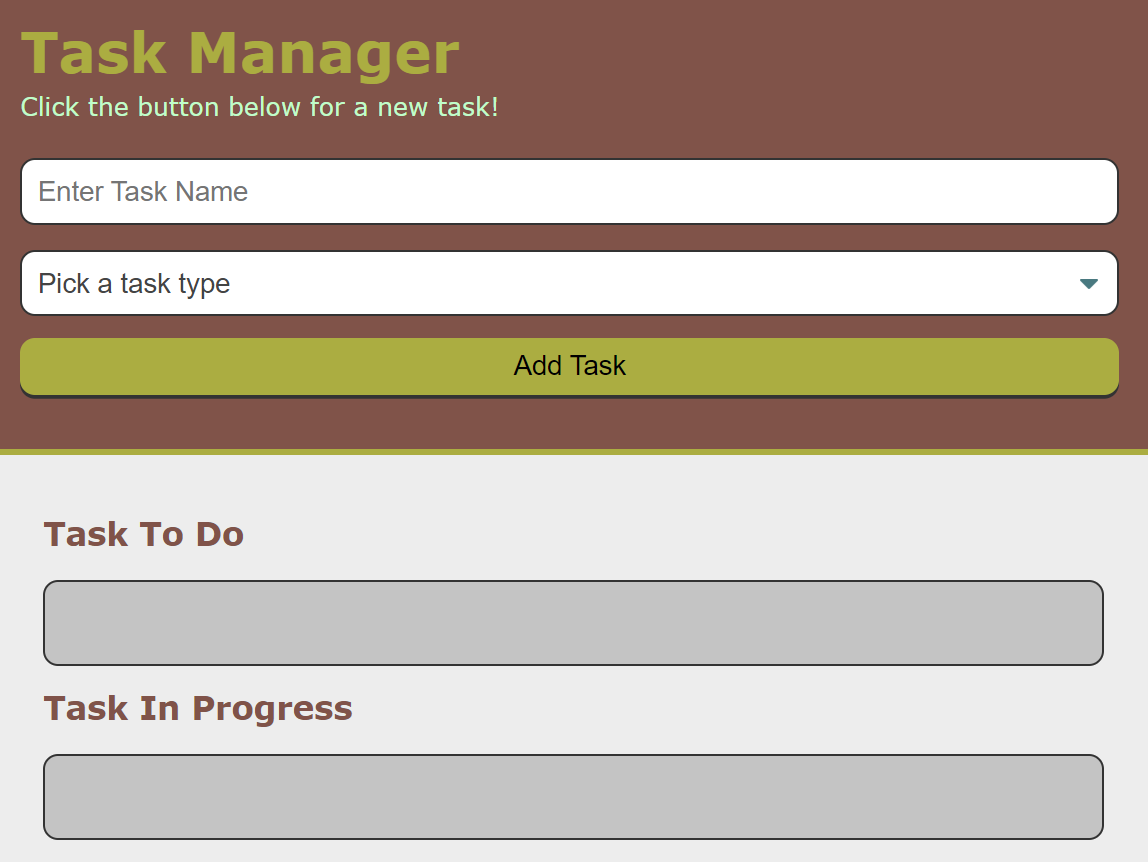 Task Manager
Click the button below for a new task!
Enter Task Name
Pick a task type
Add Task
Task To Do
Task In Progress